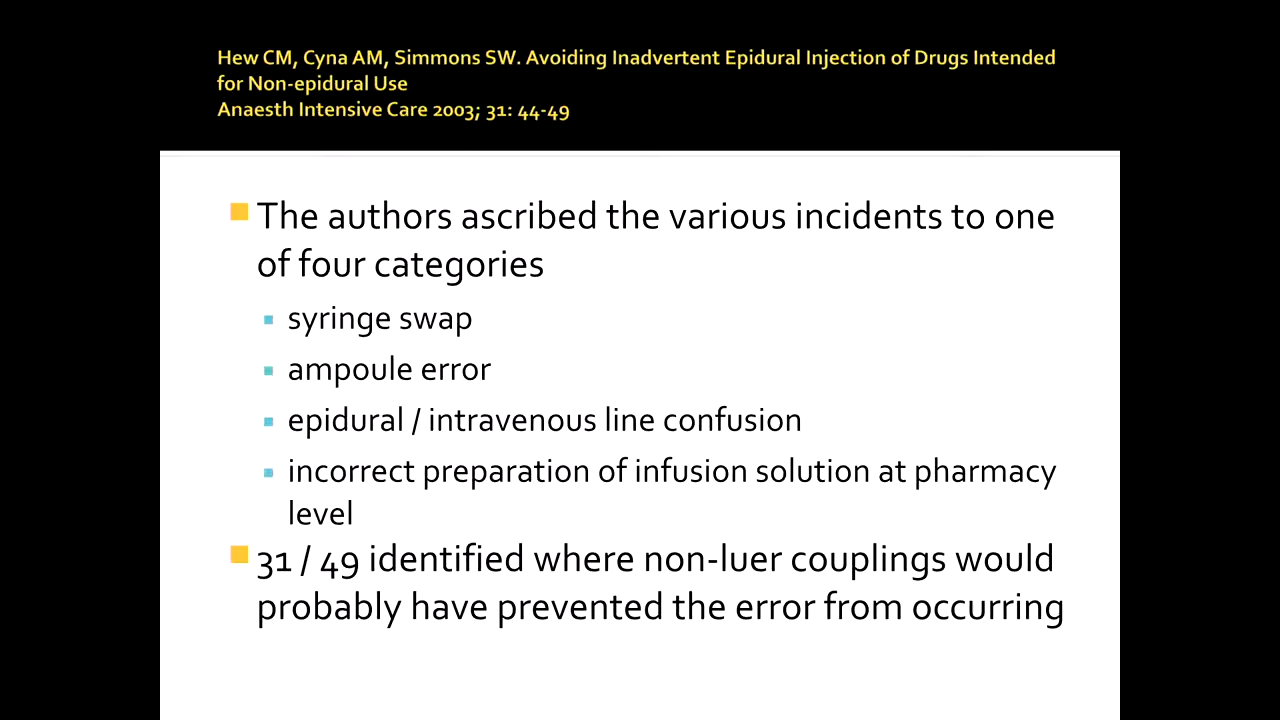 Hew CM, Cyna AM, Simmons SW. Avoiding Inadvertent Epidural Injection of Drugs Intended
for Non-epidural Use
Anaesth Intensive Care 2003; 31: 44-49
The authors ascribed the various incidents to one
of four categories
syringe swap
ampoule error
epidural / intravenous line confusion
incorrect preparation of infusion solution at pharmacy
level
31 / 49 identified where non-luer couplings would
probably have prevented the error from occurring